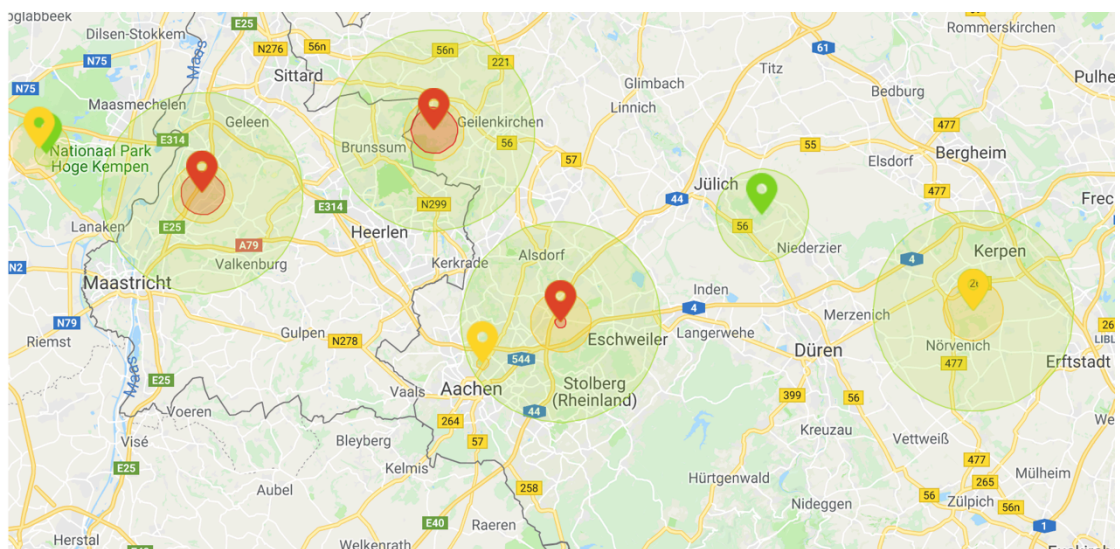 oglabbeek
Dilsen-Stokkem
E25
N276
56n
56n
221
Sittard
N75
Maas
N75
Maasmechelen
Geleen
E314
Nationaal Park
Hoge Kempen
Brunssum
Geilenkirchen
56
Glimbach
Linnich
57
61
Titz
Rommerskirchen
Bedburg
Pulhe
477
Bergheim
55
Elsdorf
477
Frec
Jülich
44
56
Niederzier
4
Kerpen
Lanaken
E25
E314
N299
Heerlen
A79
Valkenburg
Kerkrade
Alsdorf
N2
Maastricht
N79
Riemst
Gulpen
N278
Inden
4
Langerwehe
Merzenich
Eschweiler
Düren
Nörvenich
477
26
LIBL
Erftstadt
544
Aachen
Vaals
Stolberg
(Rheinland)
44
264
57
Maas
E25
Voeren
Visé
E25
Bleyberg
Kelmis
Aubel
399
56
Kreuzau
Vettweiß
We
477
265
Mülheim
Hürtgenwald
258
Raeren
E40
Welkenrath
Herstal
Nideggen
56
Zülpich
56n
1